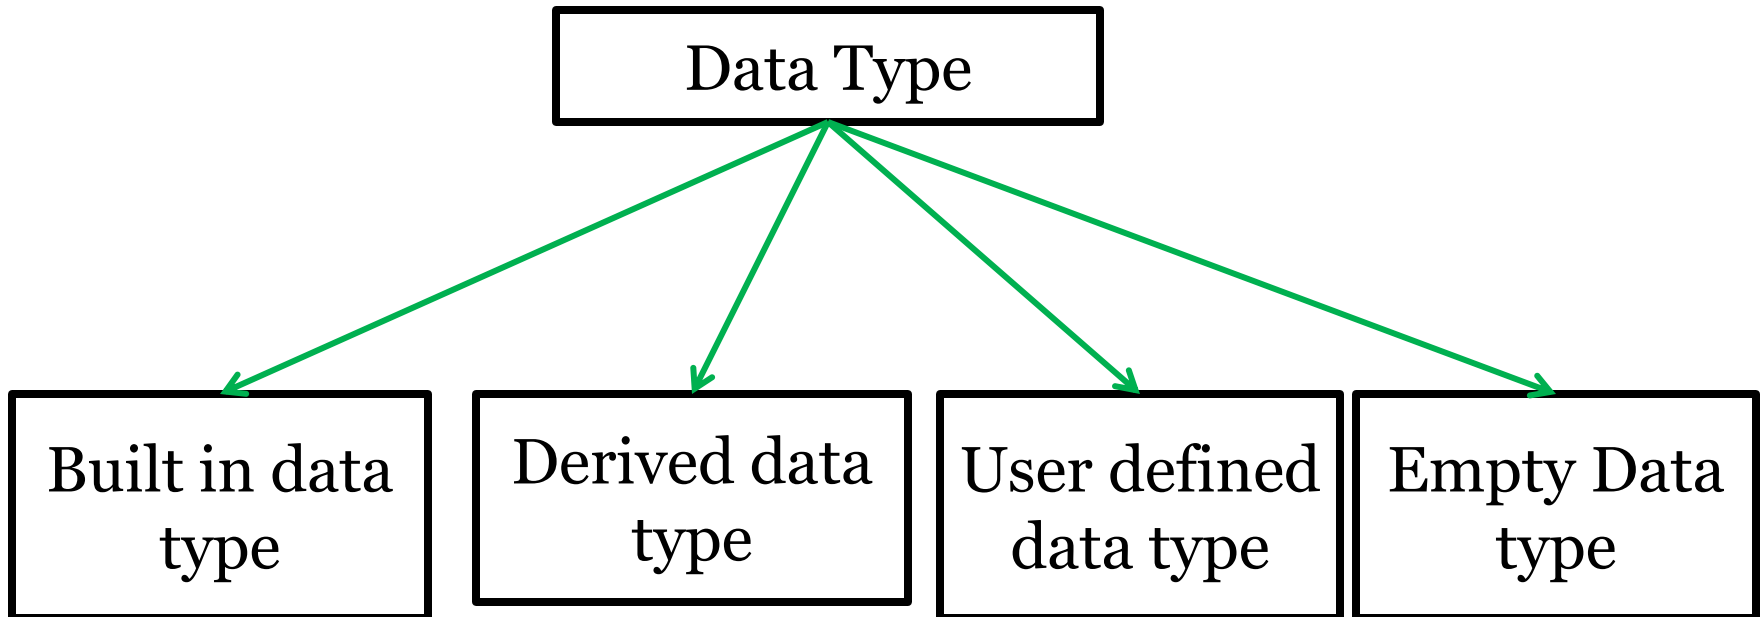 Data Type
Built in data
type
Derived data
type
User defined
data type
Empty Data
type